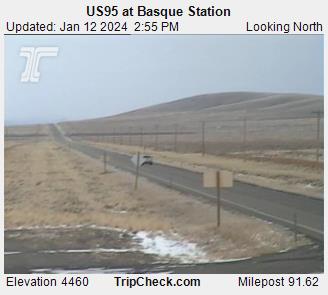 US95 at Basque Station
Updated: Jan 12 2024 2:55 PM Looking North
Elevation 4460 TripCheck.com Milepost 91.62